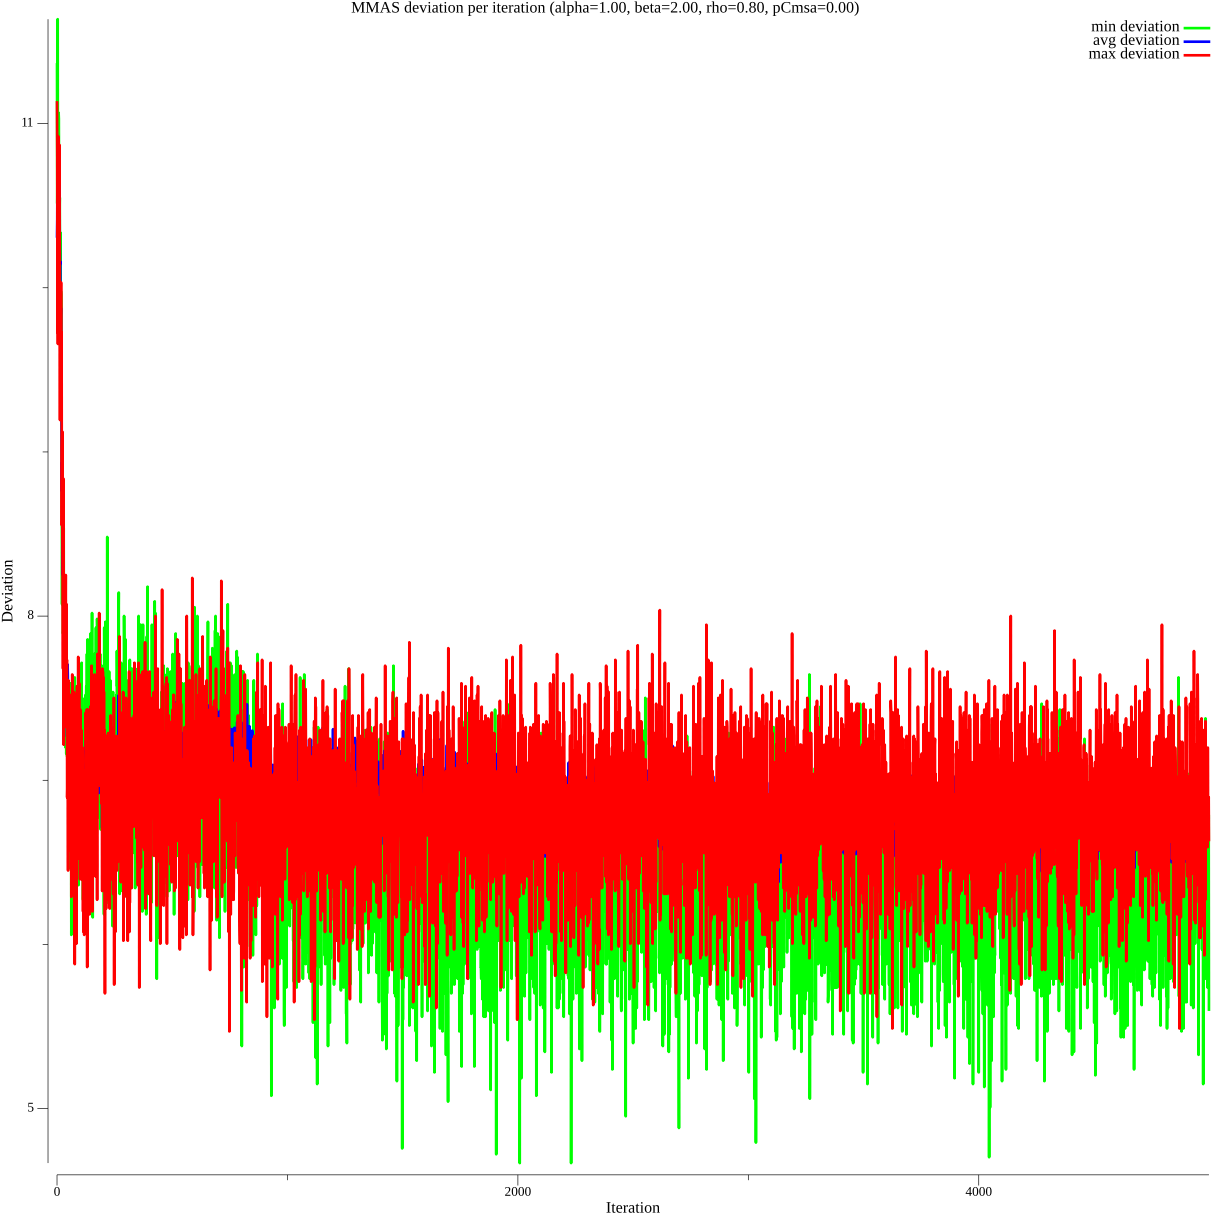 MMAS deviation per iteration (alpha=1.00, beta=2.00, rho=0.80, pCmsa=0.00)
min deviation
avg deviation
max deviation
11
8
5
Deviation
0
2000
4000
Iteration